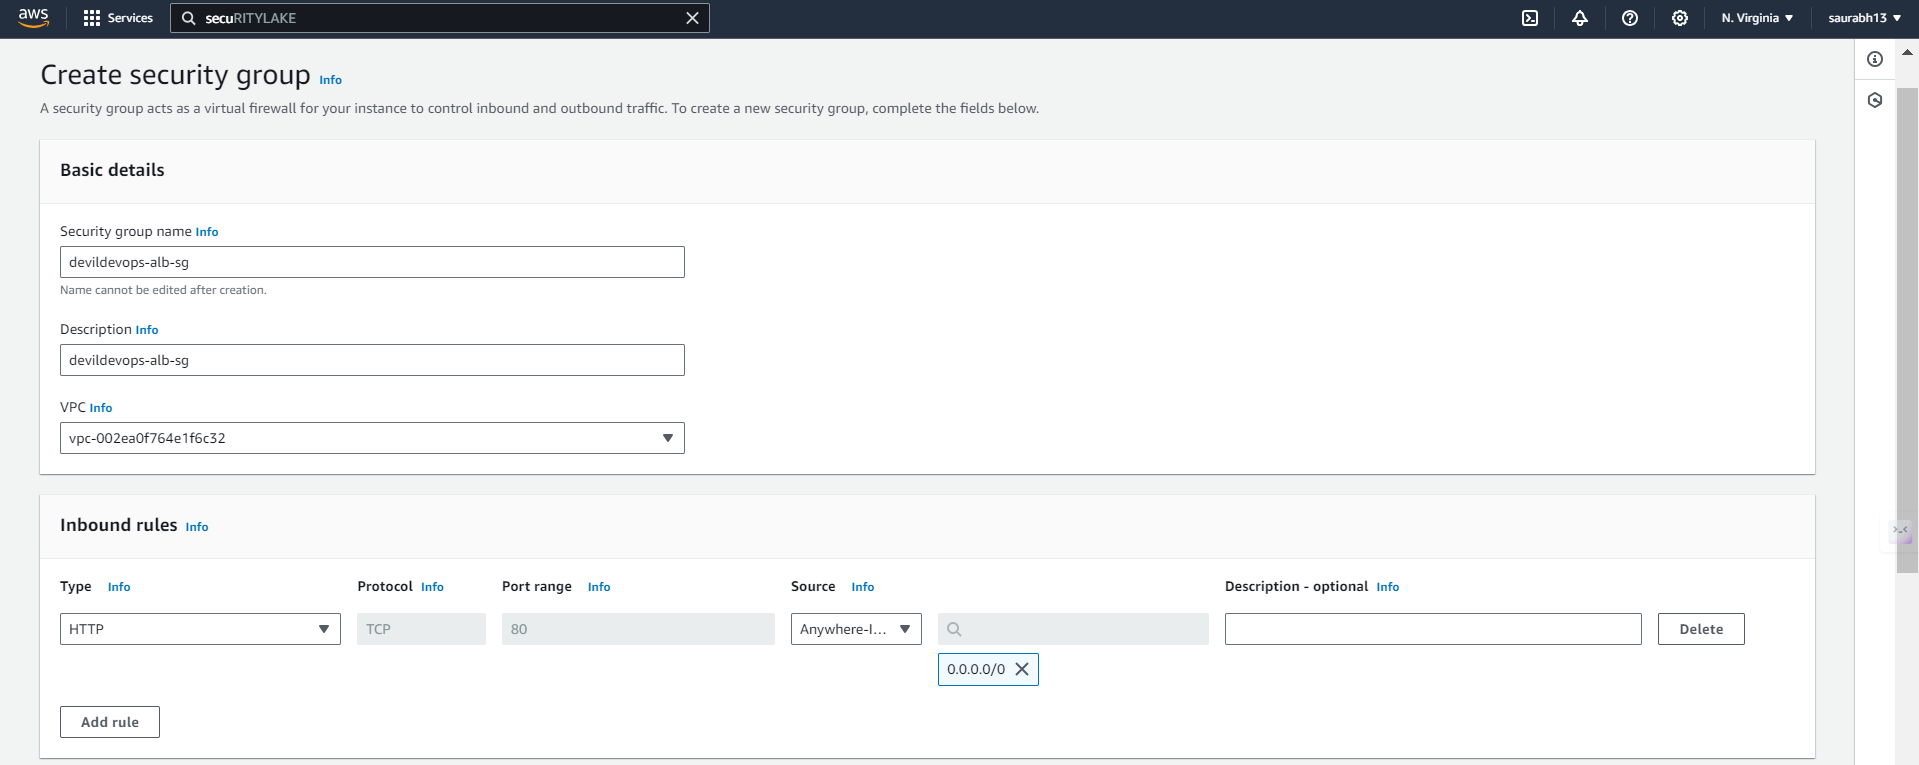 aws Services secuRITYLAKE N. Virginia saurabh13
Create security group Info
A security group acts as a virtual firewall for your instance to control inbound and outbound traffic. To create a new security group, complete the fields below.
Basic details
Security group name Info
devildevops-alb-sg
Name cannot be edited after creation.
Description Info
devildevops-alb-sg
VPC Info
vpc-002ea0f764e1f6c32
Inbound rules Info
Type Info Protocol Info Port range Info Source Info Description - optional Info
HTTP TCP 80 Anywhere-I... Delete
0.0.0.0/0
Add rule